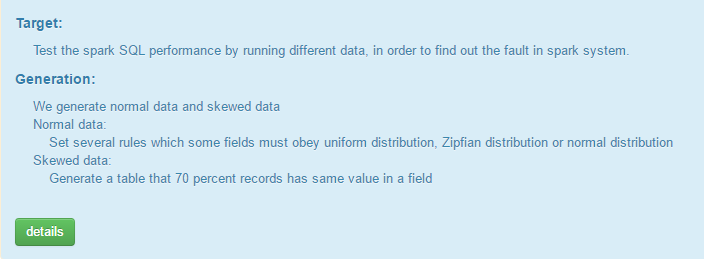 Target:
Test the spark SQL performance by running different data, in order to find out the fault in spark system.
Generation:
We generate normal data and skewed data
Normal data:
Set several rules which some fields must obey uniform distribution, Zipfian distribution or normal distribution
Skewed data:
Generate a table that 70 percent records has same value in a field
details